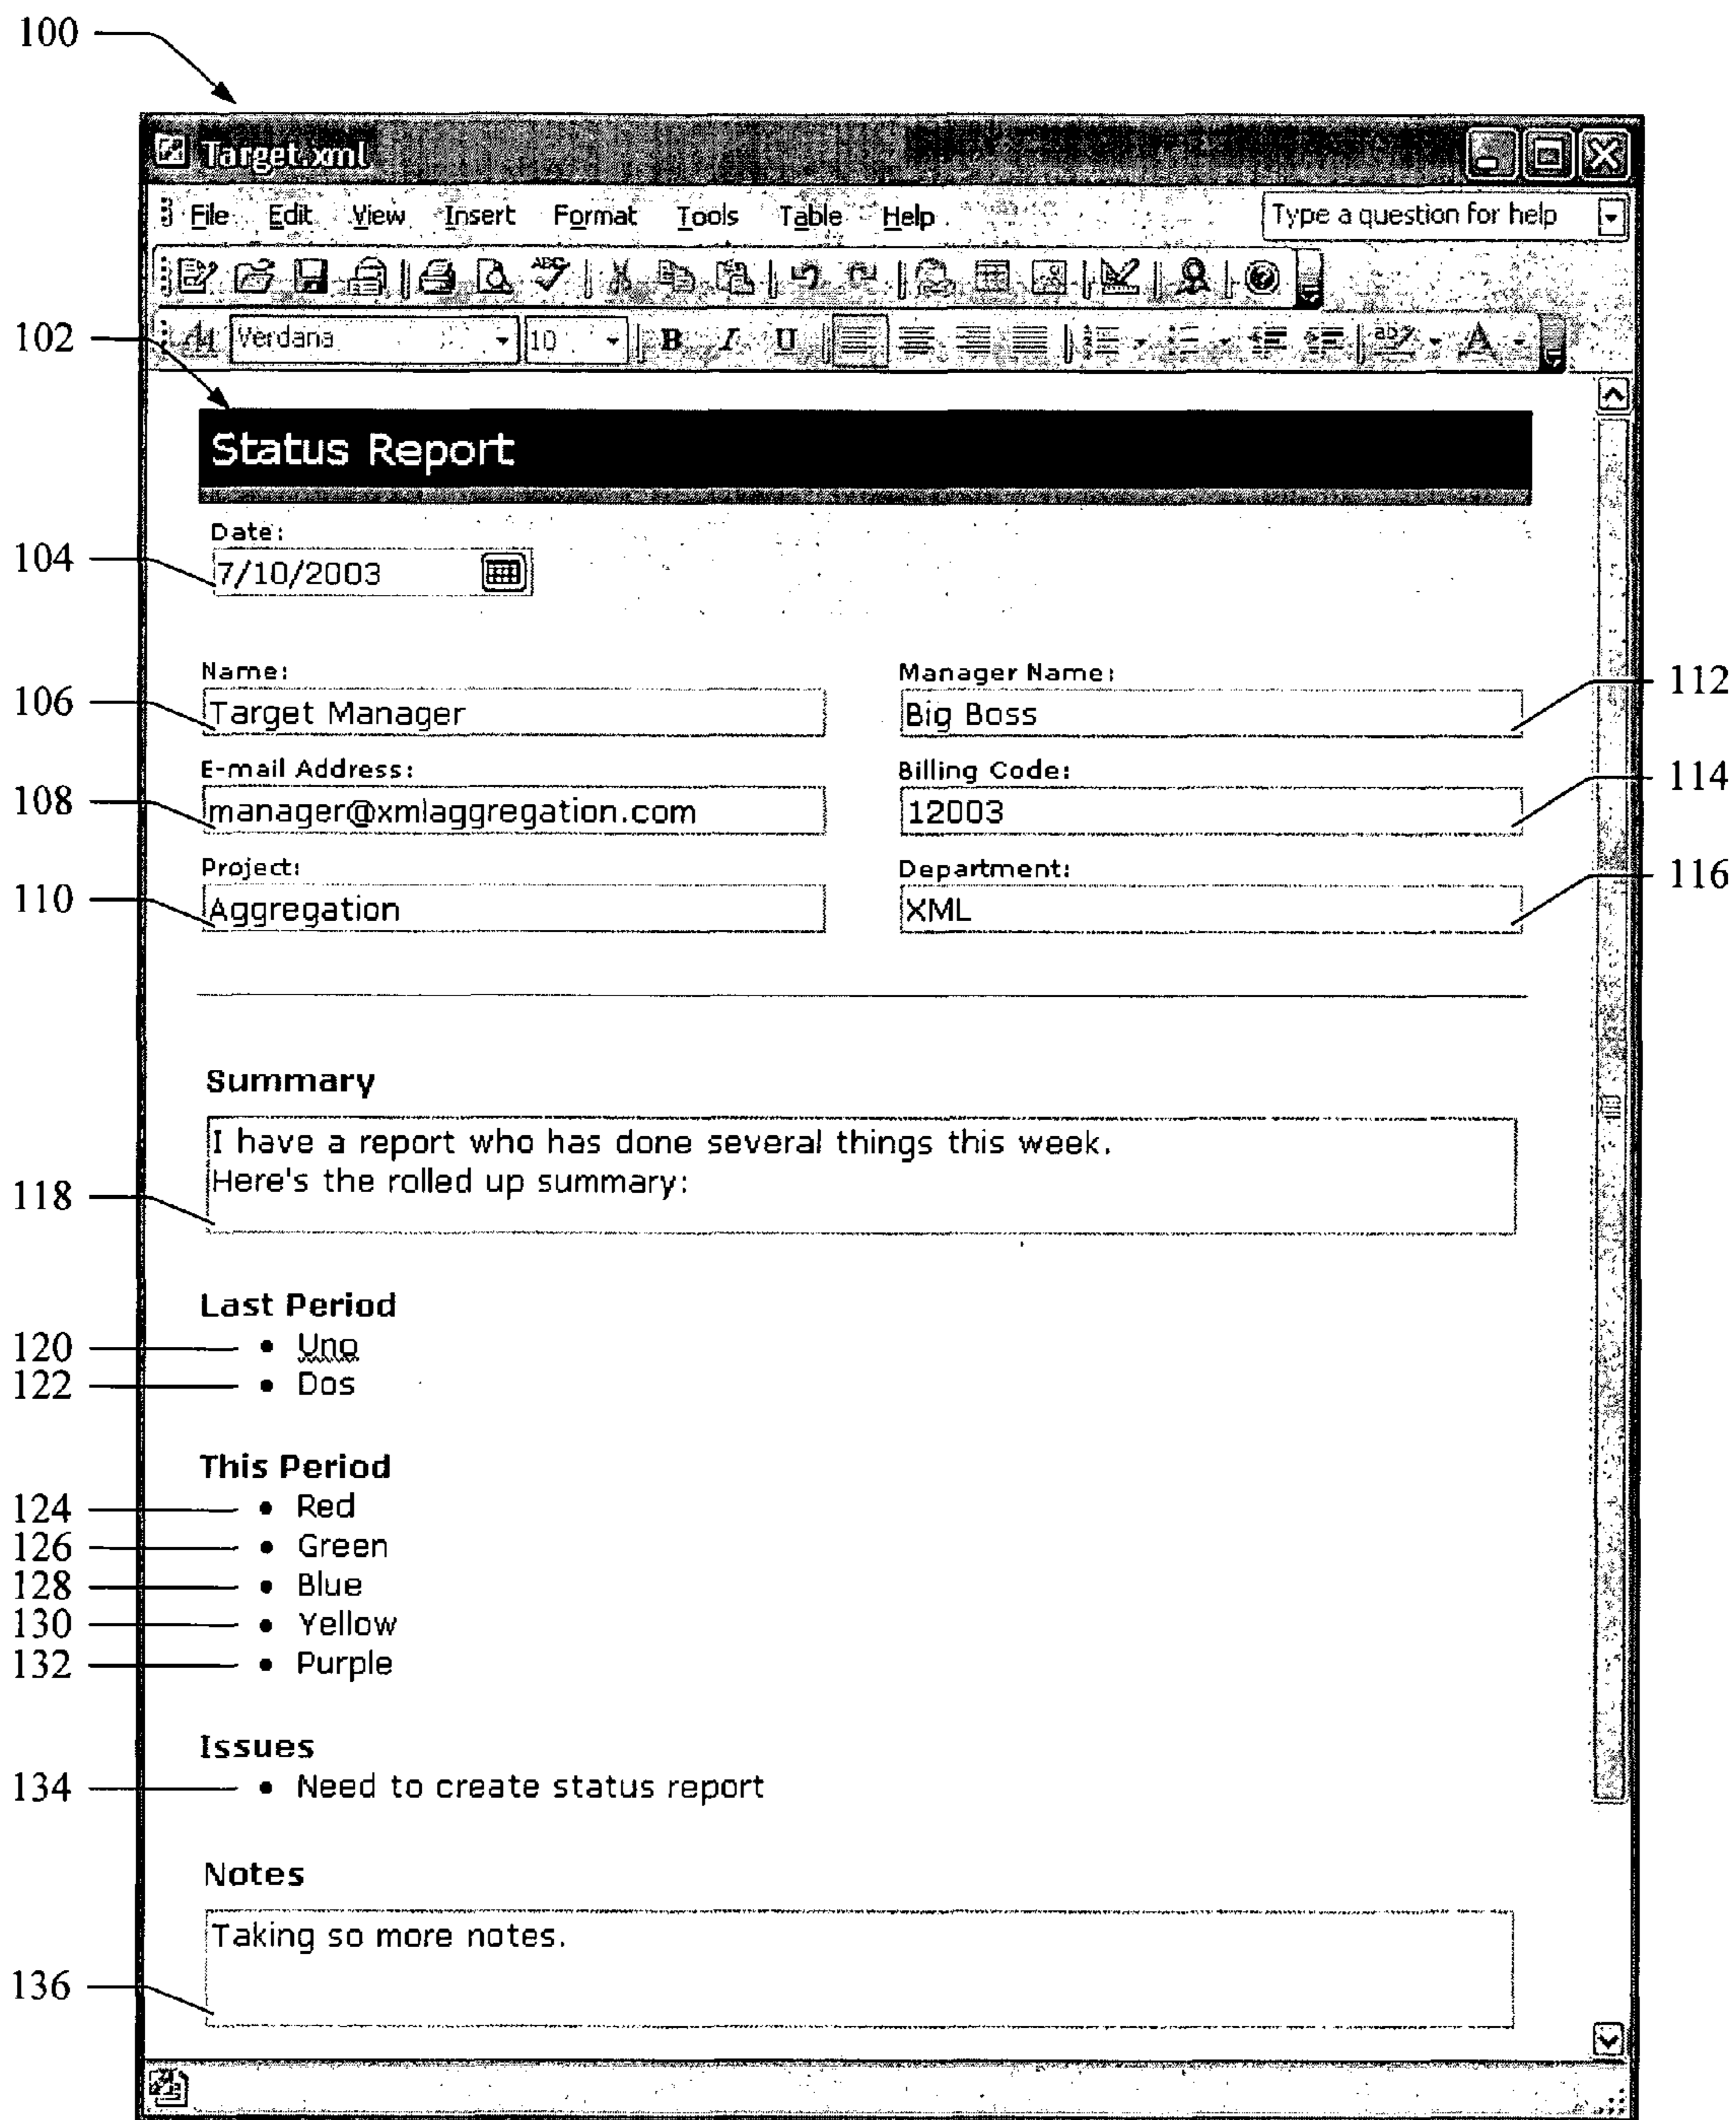 100
Target.xml
File Edit View Insert Format Tools Table Help Type a question for help
ABC
102
Verdana 10 B I U ab A
Status Report
Date:
104
7/10/2003
Name: Manager Name:
106 Target Manager Big Boss 112
E-mail Address: Billing Code:
108 manager@xmlaggregation.com 12003 114
Project: Department:
110 Aggregation XML 116
Summary
I have a report who has done several things this week.
Here's the rolled up summary:
118
Last Period
120 • Uno
122 • Dos
This Period
124 • Red
126 • Green
128 • Blue
130 • Yellow
132 • Purple
Issues
134 • Need to create status report
Notes
Taking so more notes.
136